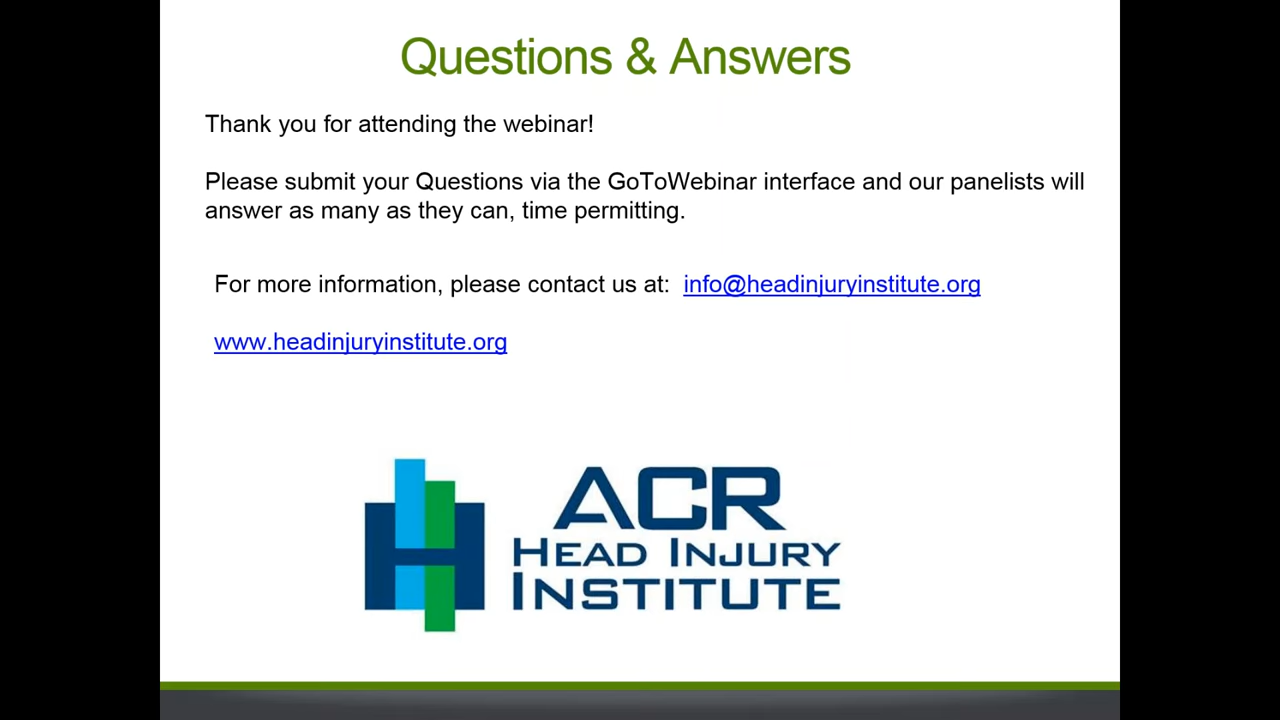 Questions & Answers
Thank you for attending the webinar!
Please submit your Questions via the GoToWebinar interface and our panelists will
answer as many as they can, time permitting.
For more information, please contact us at: info@headinjuryinstitute.org
www.headinjuryinstitute.org
ACR
HEAD INJURY
INSTITUTE